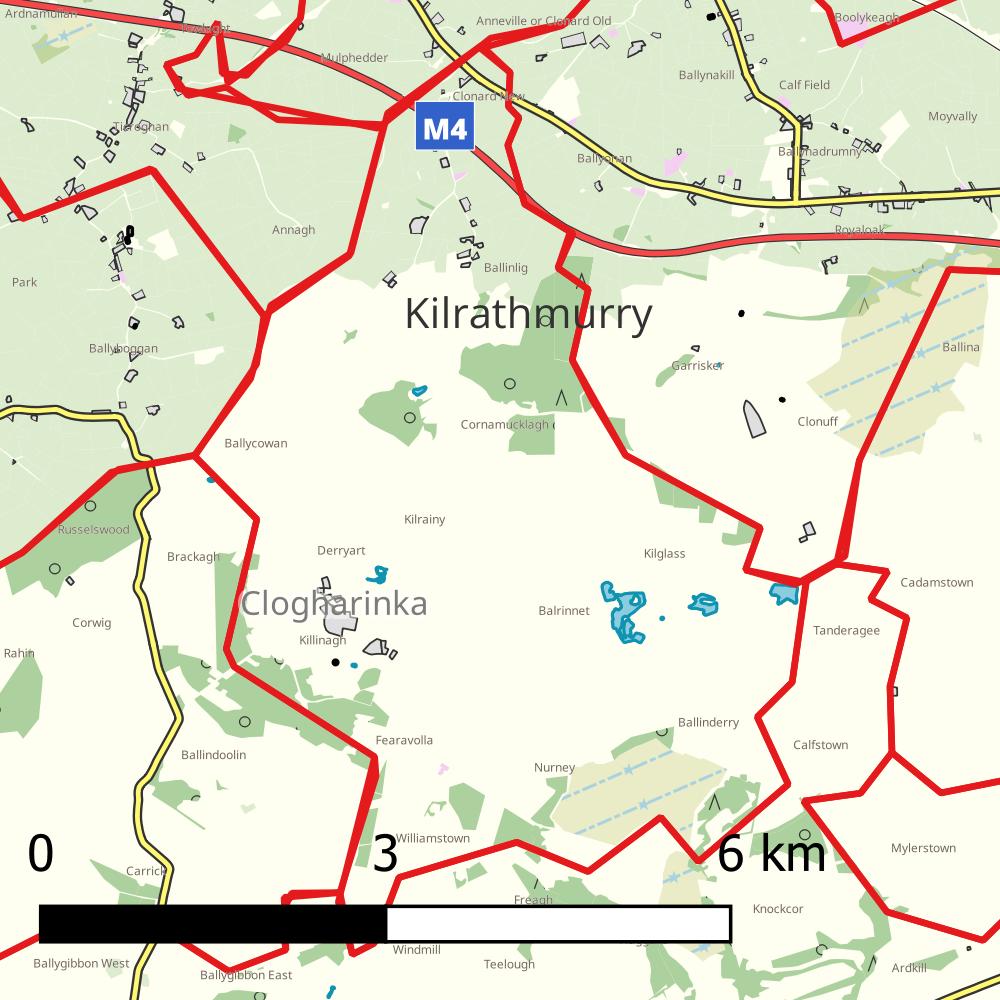 Ardnamullan
Anneville or Clonard Old
Boolykeagh
Mulphedder
Ballynakill
Calf Field
Clonard New
Moyvally
Ticroghan
M4
Ballyonan
Ballynadrumny
Annagh
Royaloak
Park
Ballinlig
Kilrathmurry
Ballyboggan
Ballina
Garrisker
Cornamucklagh
Clonuff
Ballycowan
Kilrainy
Russelswood
Brackagh
Derryart
Kilglass
Cadamstown
Clogharinka
Balrinnet
Corwig
Killinagh
Tanderagee
Rahin
Ballinderry
Fearavolla
Calfstown
Ballindoolin
Nurney
Williamstown
0 3 6 km
Mylerstown
Carrick
Freagh
Knockcor
Windmill
Ballygibbon West
Teelough
Ardkill
Ballygibbon East